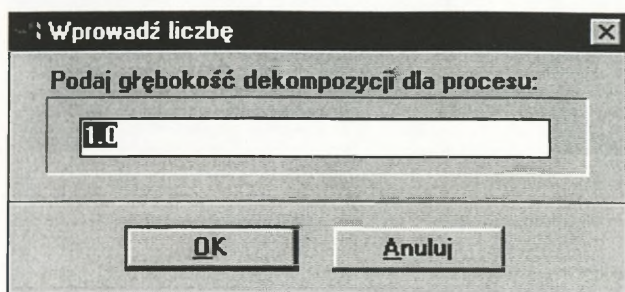 Wprowadź liczbę
Podaj głębokość dekompozycji dla procesu:
1.0
OK
Anuluj